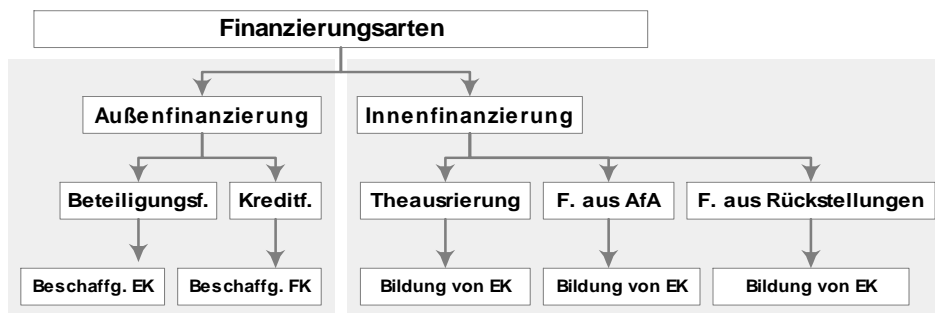 Finanzierungsarten
Außenfinanzierung
Innenfinanzierung
Beteiligungsf.
Kreditf.
Theausrierung
F. aus AfA
F. aus Rückstellungen
Beschaffg. EK
Beschaffg. FK
Bildung von EK
Bildung von EK
Bildung von EK